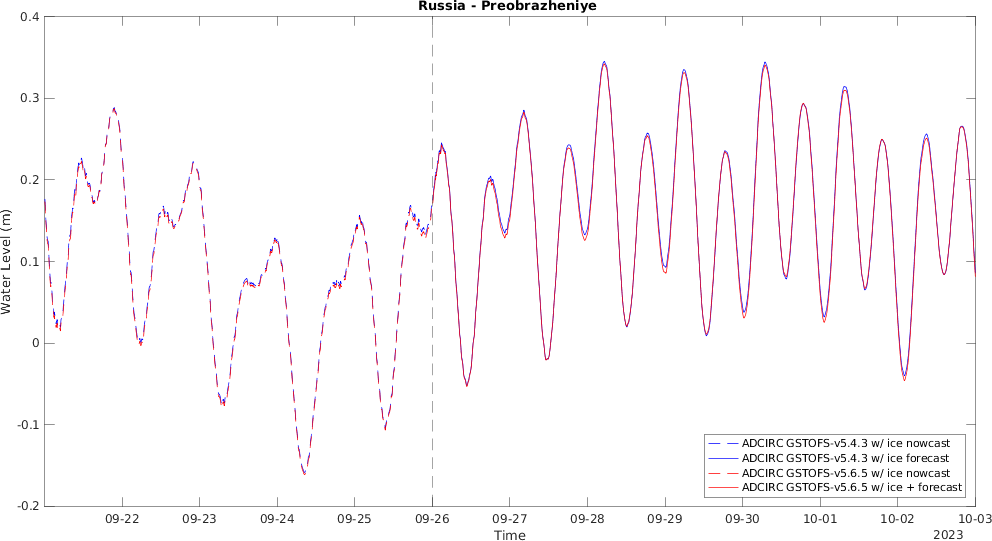 Russia - Preobrazheniye
0.4
0.3
0.2
0.1
0
-0.1
-0.2
Water Level (m)
ADCIRC GSTOFS-v5.4.3 w/ ice nowcast
ADCIRC GSTOFS-v5.4.3 w/ ice forecast
ADCIRC GSTOFS-v5.6.5 w/ ice nowcast
ADCIRC GSTOFS-v5.6.5 w/ ice + forecast
09-22 09-23 09-24 09-25 09-26 09-27 09-28 09-29 09-30 10-01 10-02 10-03
Time
2023